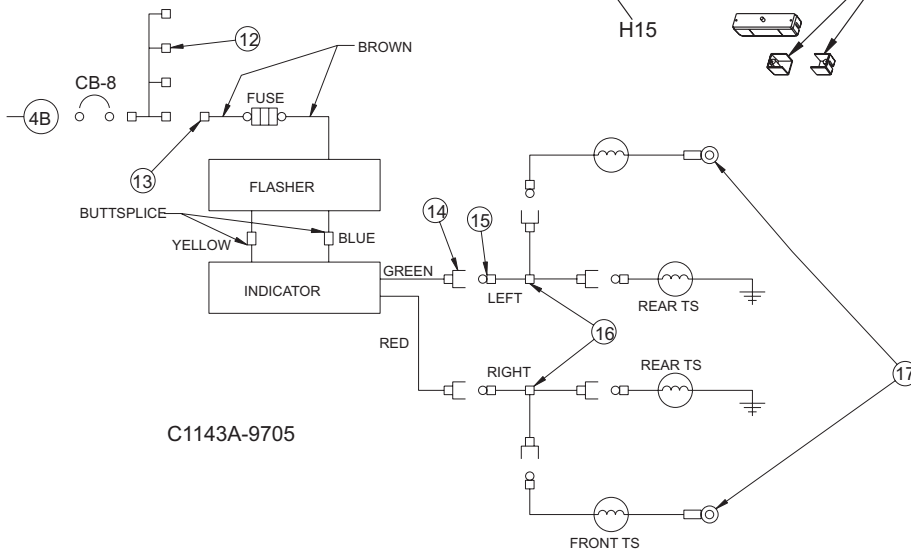 H15
12
BROWN
CB-8
FUSE
4B
13
FLASHER
BUTTSPLICE
14
15
YELLOW
BLUE
GREEN
INDICATOR
LEFT
REAR TS
16
RED
RIGHT
REAR TS
17
C1143A-9705
FRONT TS